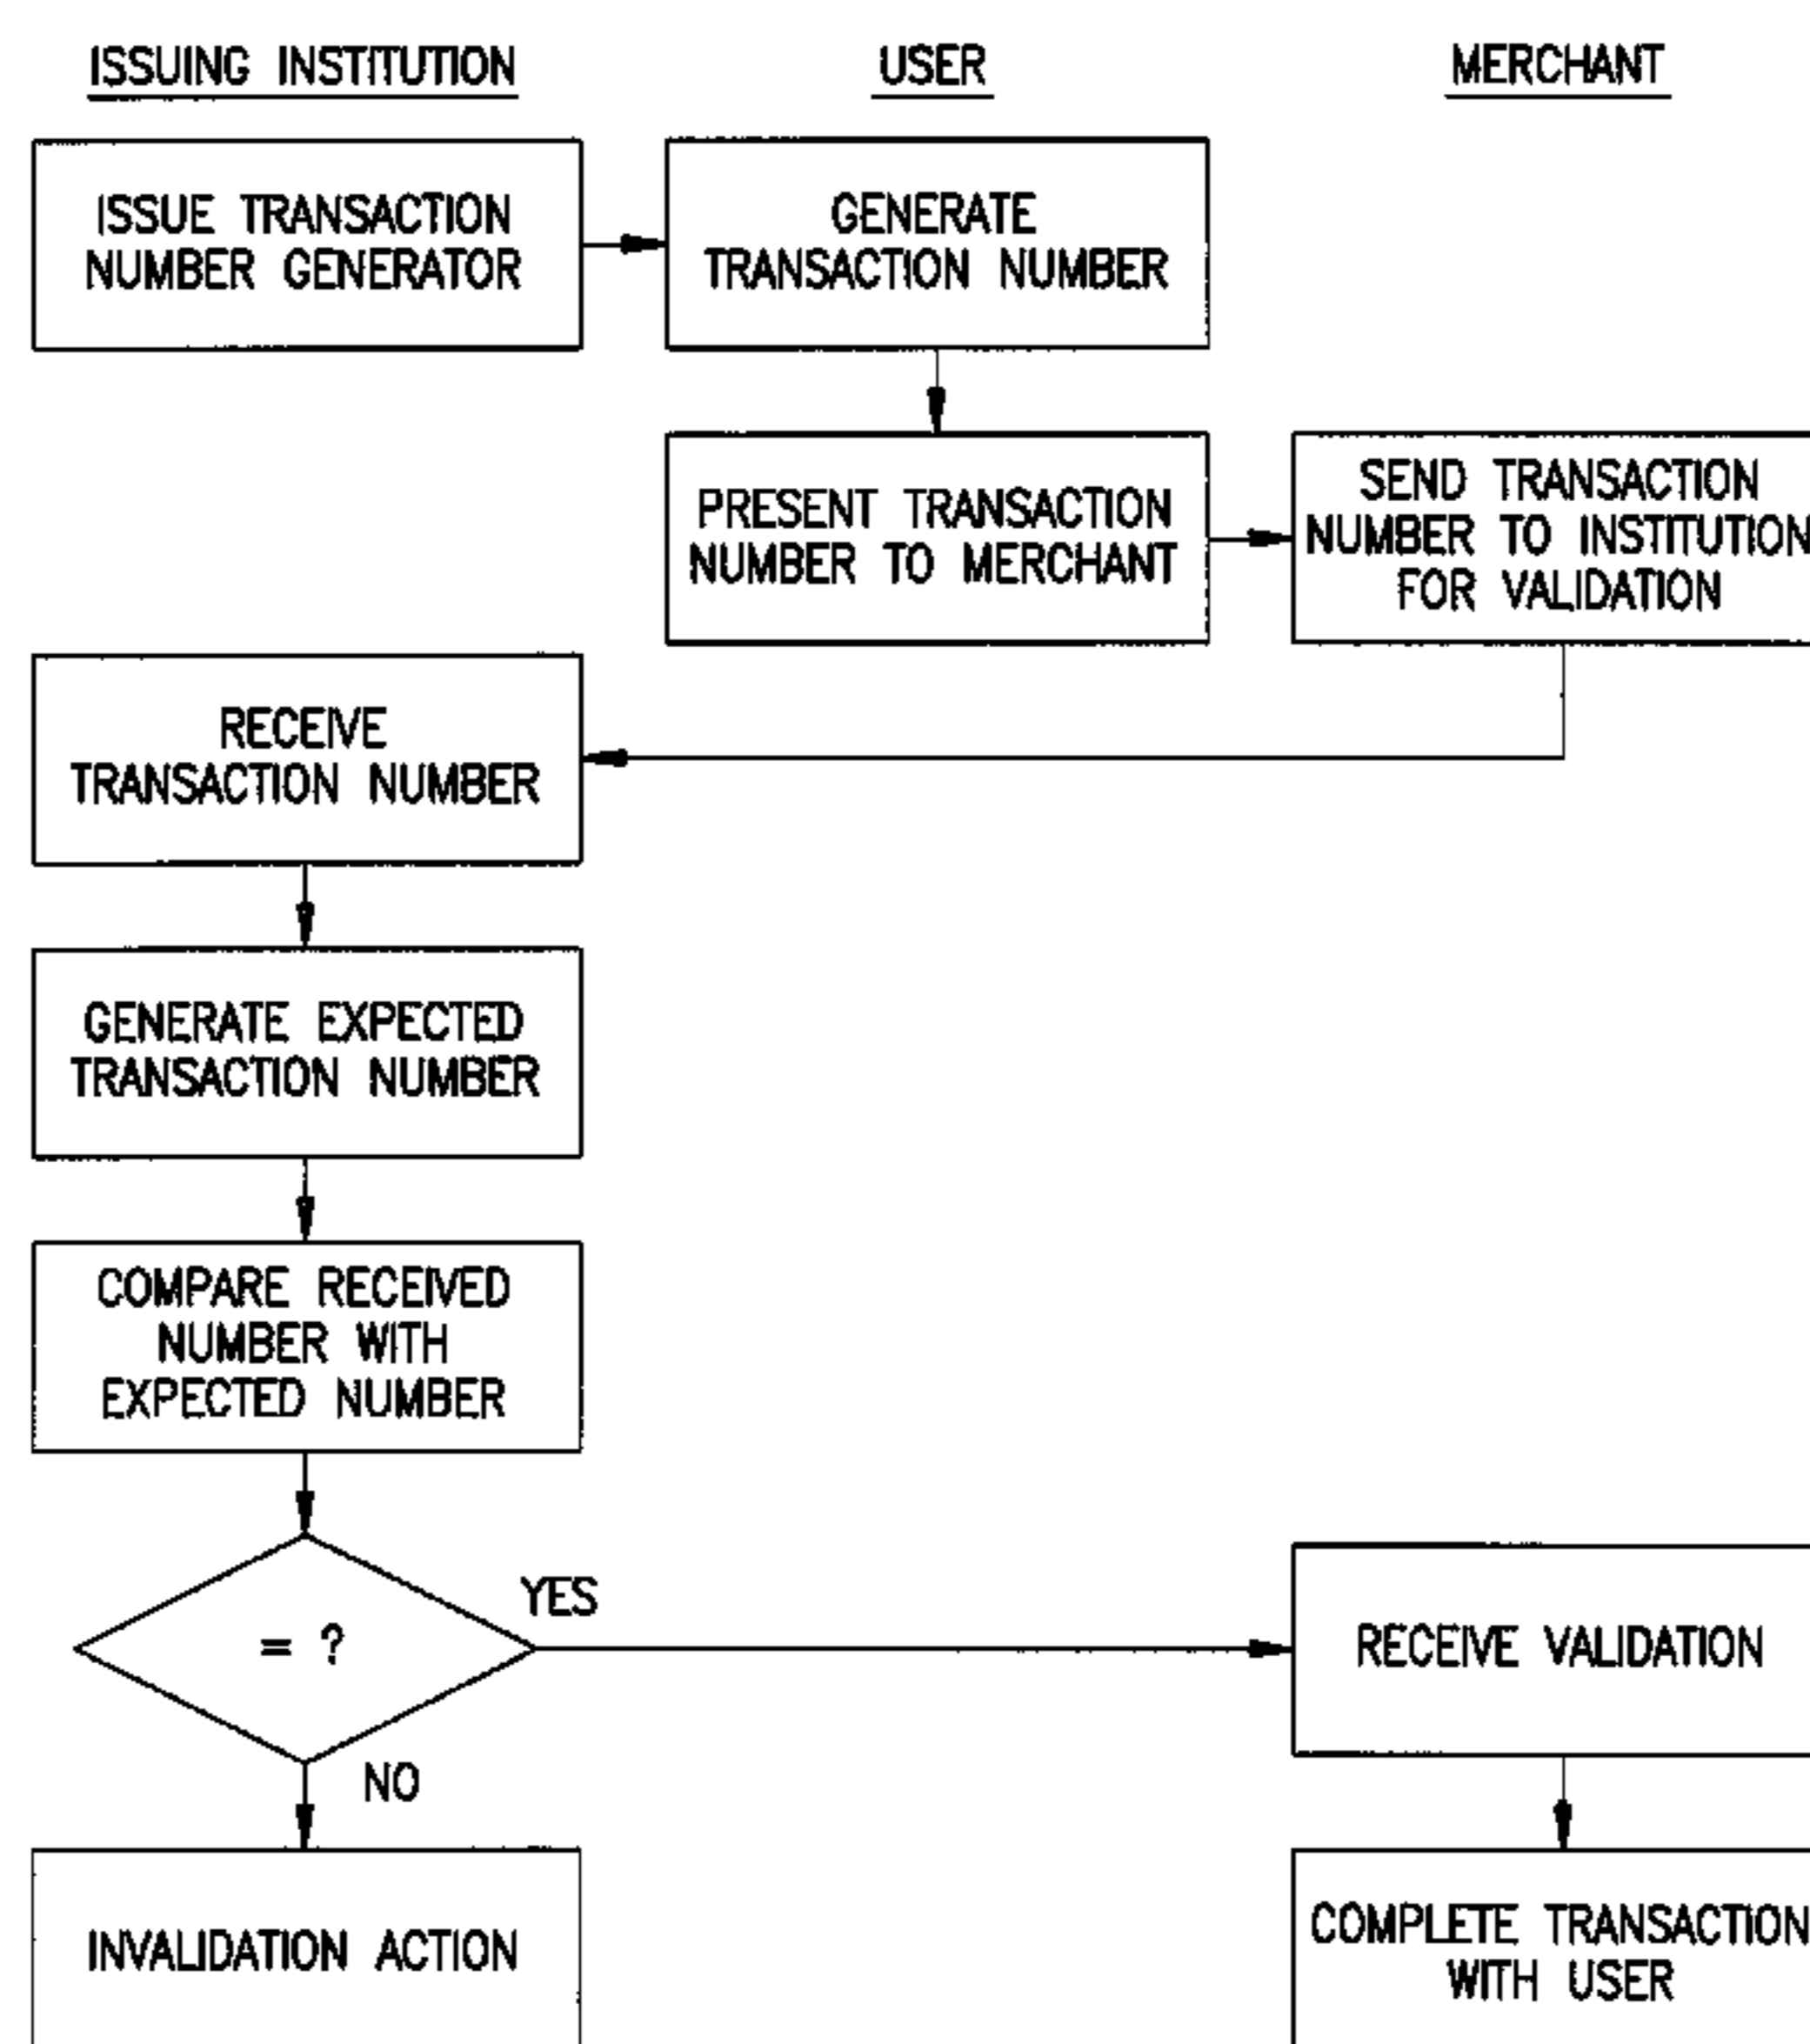 ISSUING INSTITUTION
USER
MERCHANT
ISSUE TRANSACTION
NUMBER GENERATOR
GENERATE
TRANSACTION NUMBER
PRESENT TRANSACTION
NUMBER TO MERCHANT
SEND TRANSACTION
NUMBER TO INSTITUTION
FOR VALIDATION
RECEIVE
TRANSACTION NUMBER
GENERATE EXPECTED
TRANSACTION NUMBER
COMPARE RECEIVED
NUMBER WITH
EXPECTED NUMBER
= ?
YES
NO
RECEIVE VALIDATION
INVALIDATION ACTION
COMPLETE TRANSACTION
WITH USER